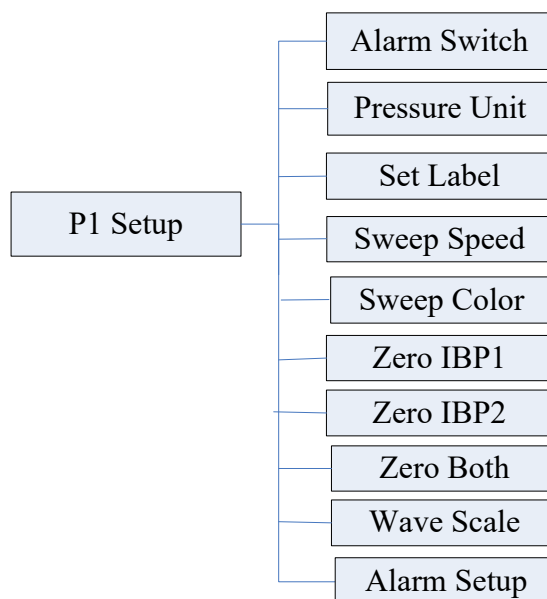 Alarm Switch
Pressure Unit
Set Label
P1 Setup
Sweep Speed
Sweep Color
Zero IBP1
Zero IBP2
Zero Both
Wave Scale
Alarm Setup